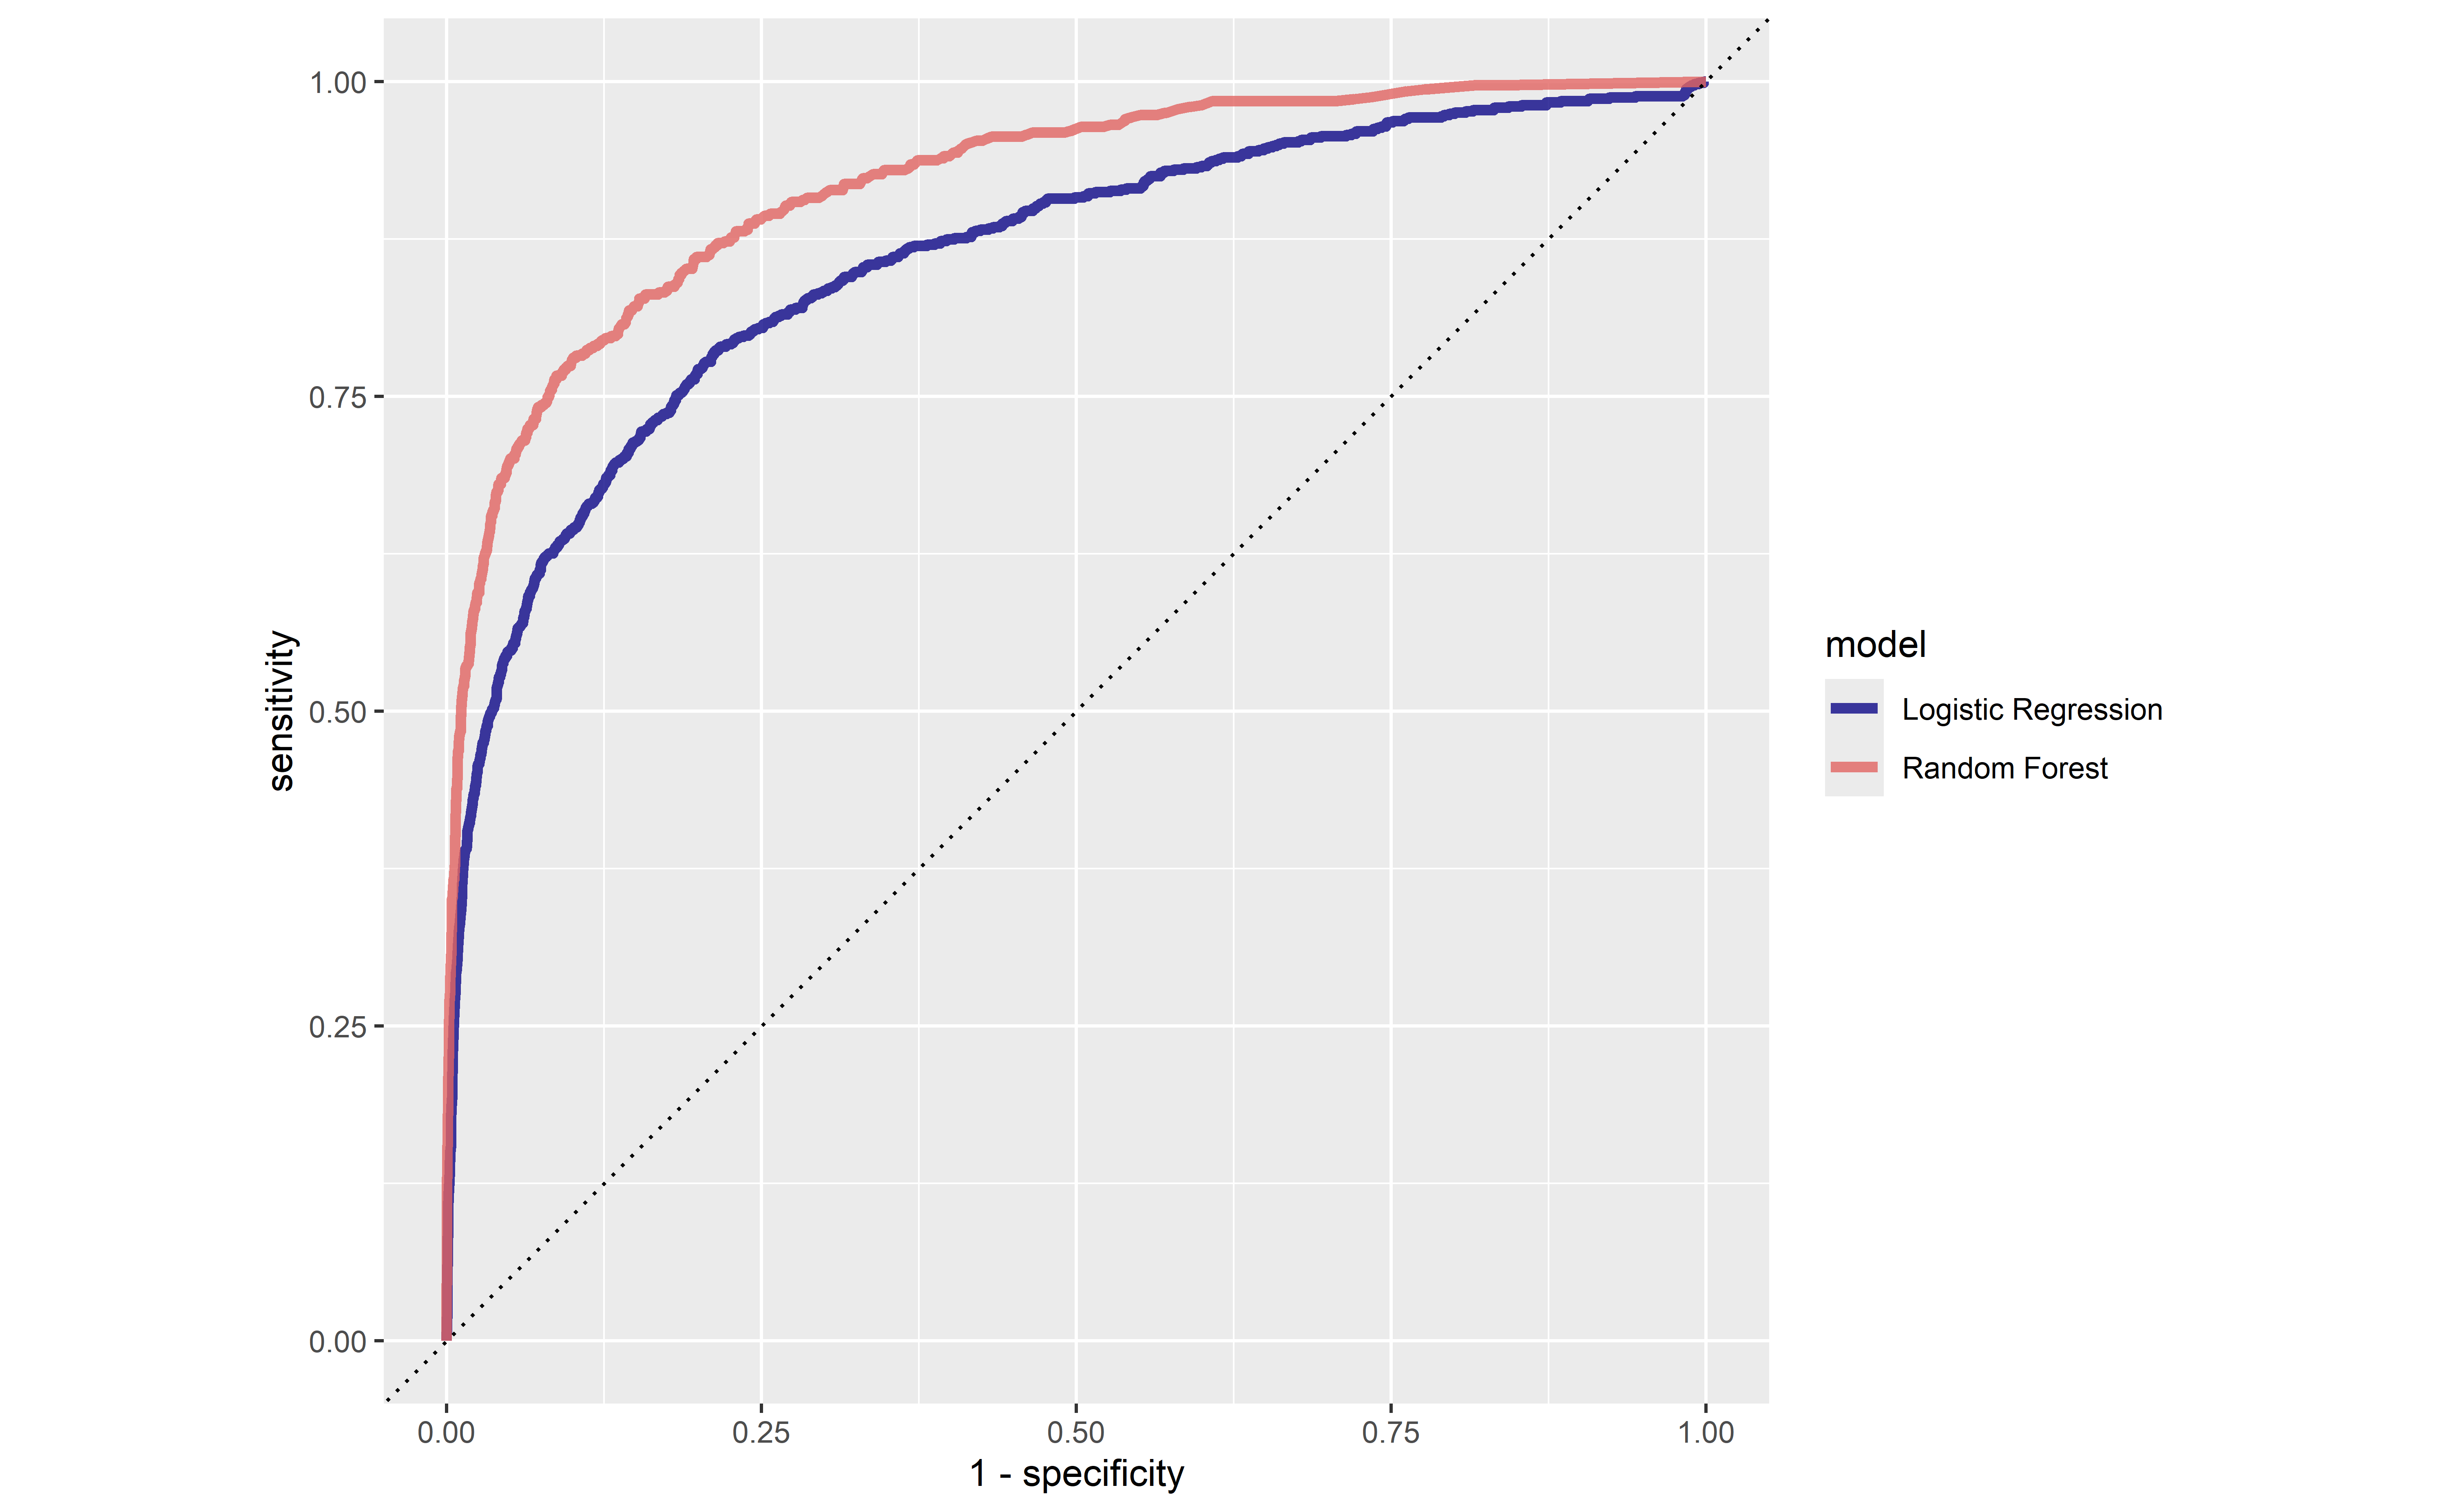 1.00
0.75
0.50
0.25
0.00
sensitivity
0.00 0.25 0.50 0.75 1.00
1 - specificity
model
Logistic Regression
Random Forest